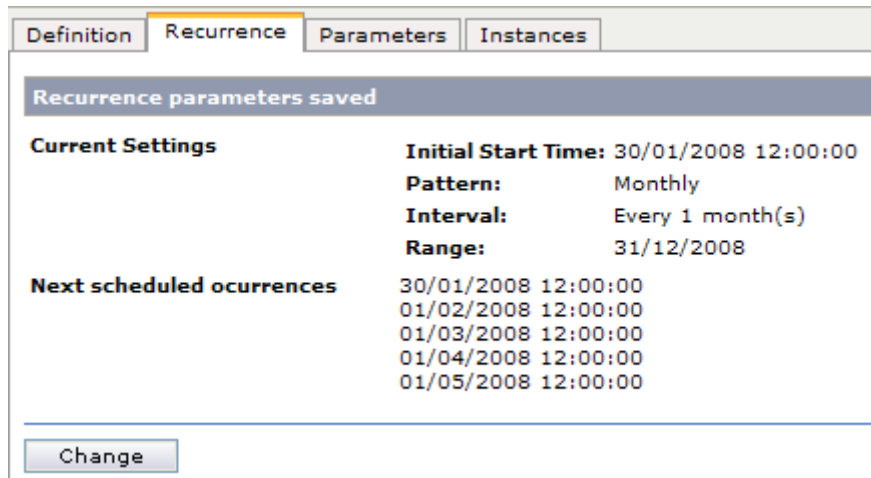 Definition Recurrence Parameters Instances
Recurrence parameters saved
Current Settings
Initial Start Time: 30/01/2008 12:00:00
Pattern: Monthly
Interval: Every 1 month(s)
Range: 31/12/2008
Next scheduled ocurrences
30/01/2008 12:00:00
01/02/2008 12:00:00
01/03/2008 12:00:00
01/04/2008 12:00:00
01/05/2008 12:00:00
Change